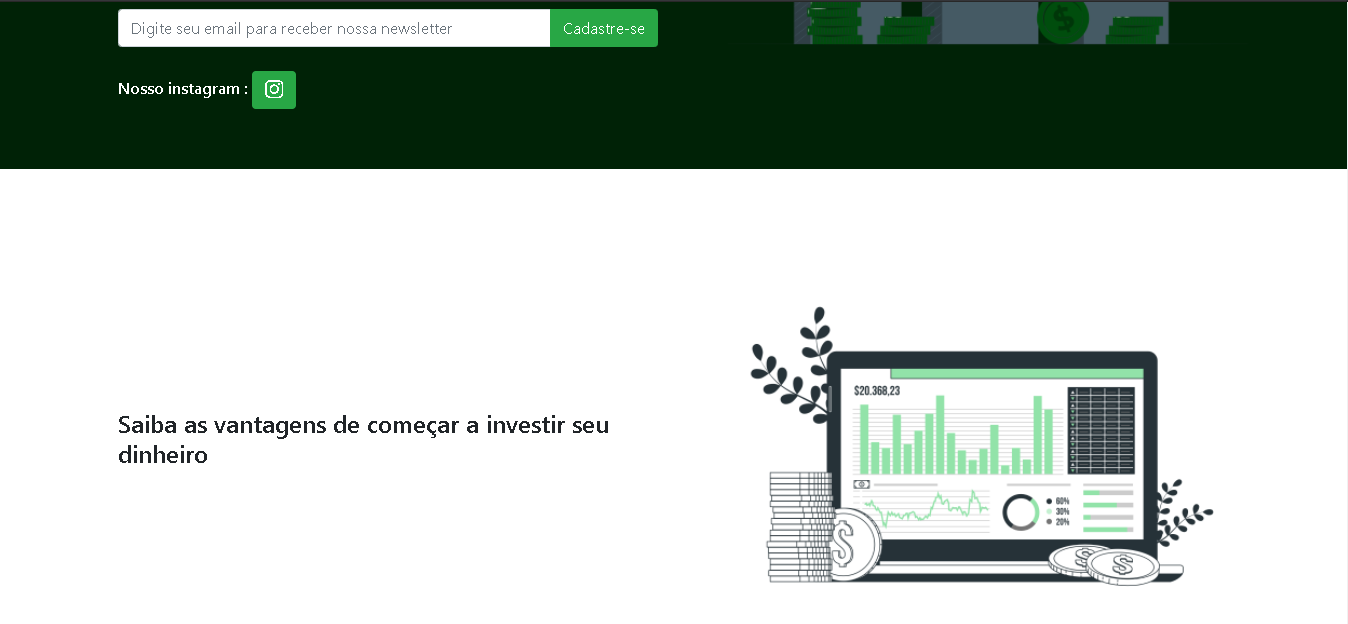 Digite seu email para receber nossa newsletter
Cadastre-se
Nosso instagram :
Saiba as vantagens de começar a investir seu
dinheiro
$20.368,23
60%
30%
20%
$
$
$
$